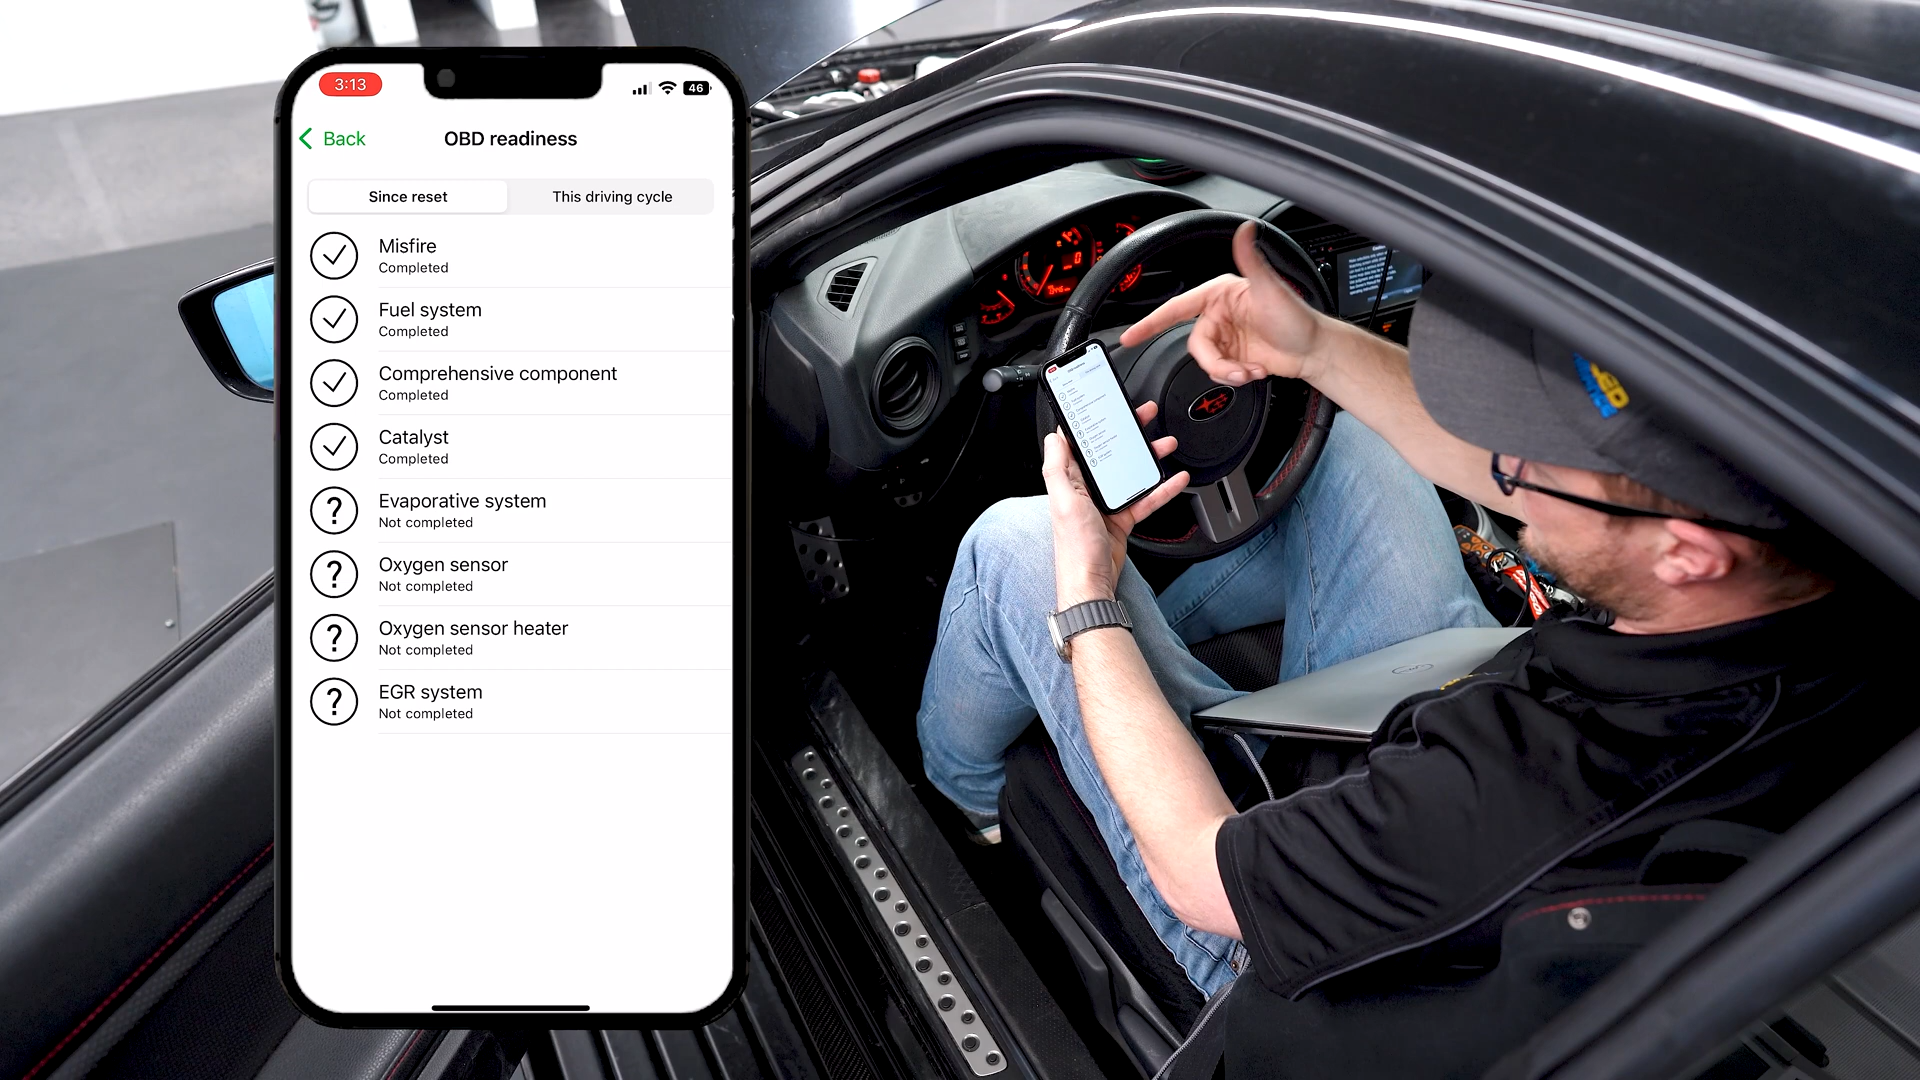 3:13
46
Back
OBD readiness
Since reset
This driving cycle
Misfire
Completed
Fuel system
Completed
Comprehensive component
Completed
Catalyst
Completed
Evaporative system
Not completed
Oxygen sensor
Not completed
Oxygen sensor heater
Not completed
EGR system
Not completed